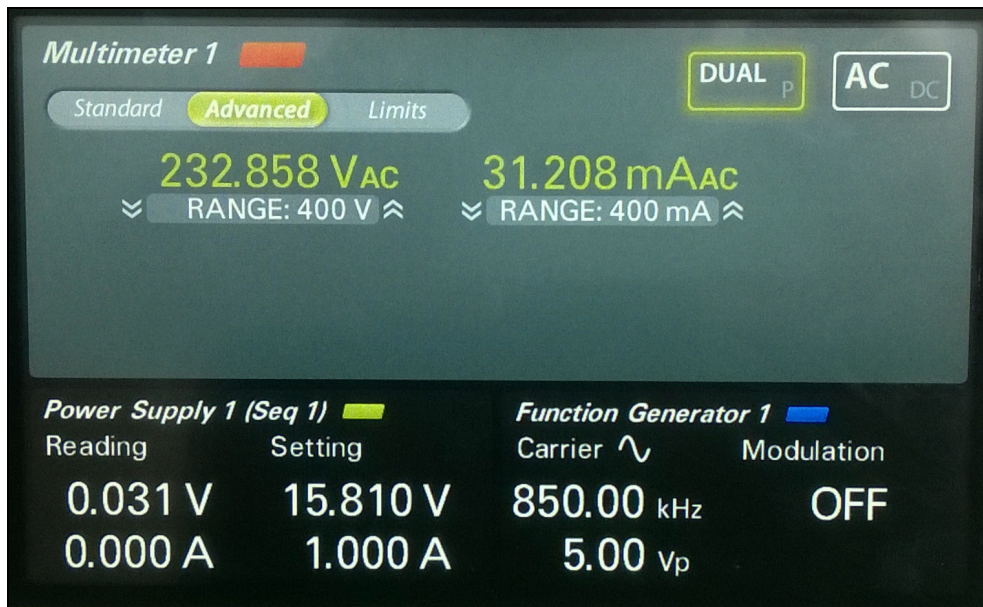 Multimeter 1
DUAL P
AC DC
Standard Advanced Limits
232.858 VAC 31.208 mAAC
RANGE: 400 V RANGE: 400 mA
Power Supply 1 (Seq 1)
Reading Setting
0.031 V 15.810 V
0.000 A 1.000 A
Function Generator 1
Carrier Modulation
850.00 kHz OFF
5.00 Vp